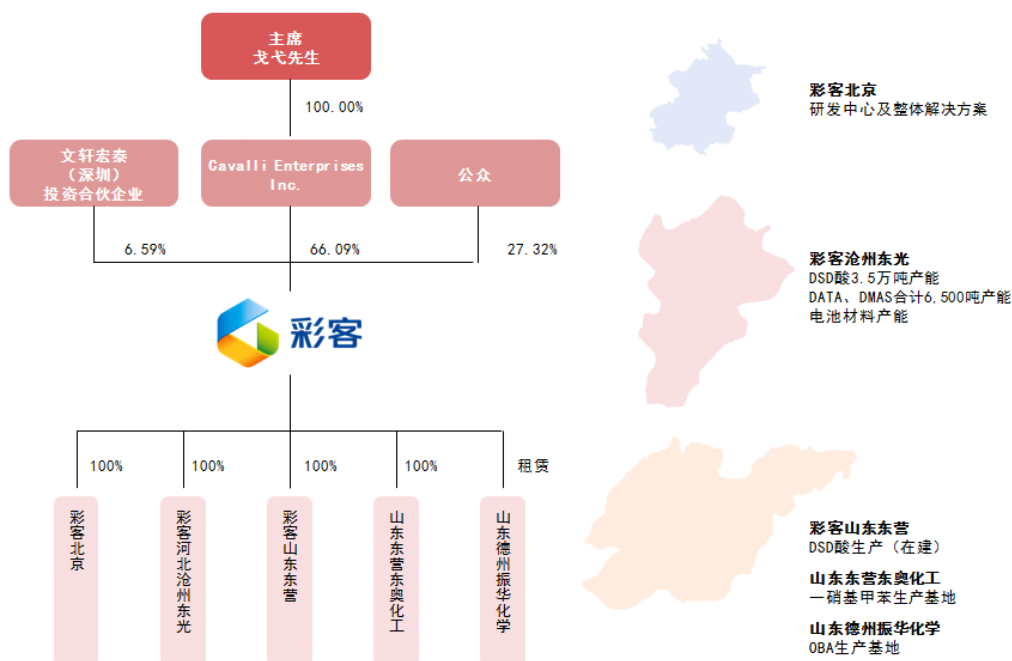 主席
戈弋先生
100.00%
文轩宏泰
（深圳）
投资合伙企业
Cavalli Enterprises
Inc.
公众
6.59%
66.09%
27.32%
彩客
100%
100%
100%
100%
租赁
彩客北京
彩客河北沧州东光
彩客山东东营
山东东营东奥化工
山东德州振华化学
彩客北京
研发中心及整体解决方案
彩客沧州东光
DSD酸3.5万吨产能
DATA、DMAS合计6,500吨产能
电池材料产能
彩客山东东营
DSD酸生产（在建）
山东东营东奥化工
一硝基甲苯生产基地
山东德州振华化学
OBA生产基地